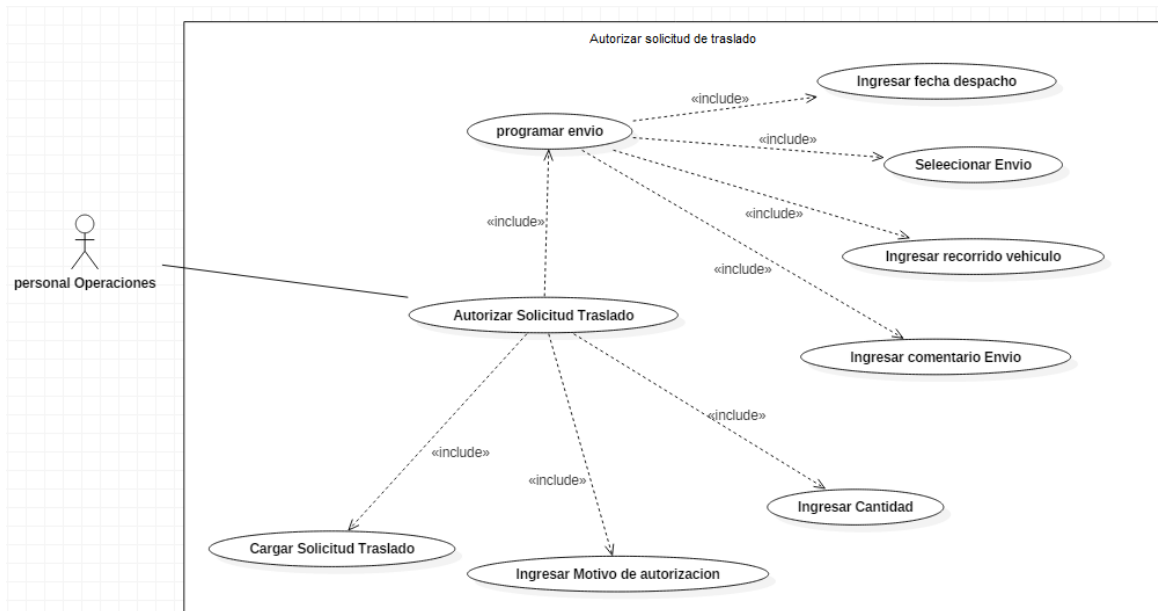 Autorizar solicitud de traslado
Ingresar fecha despacho
«include»
programar envio
«include»
Seleecionar Envio
«include»
«include»
Ingresar recorrido vehiculo
«include»
personal Operaciones
Autorizar Solicitud Traslado
Ingresar comentario Envio
«include»
«include»
«include»
Ingresar Cantidad
Cargar Solicitud Traslado
Ingresar Motivo de autorizacion